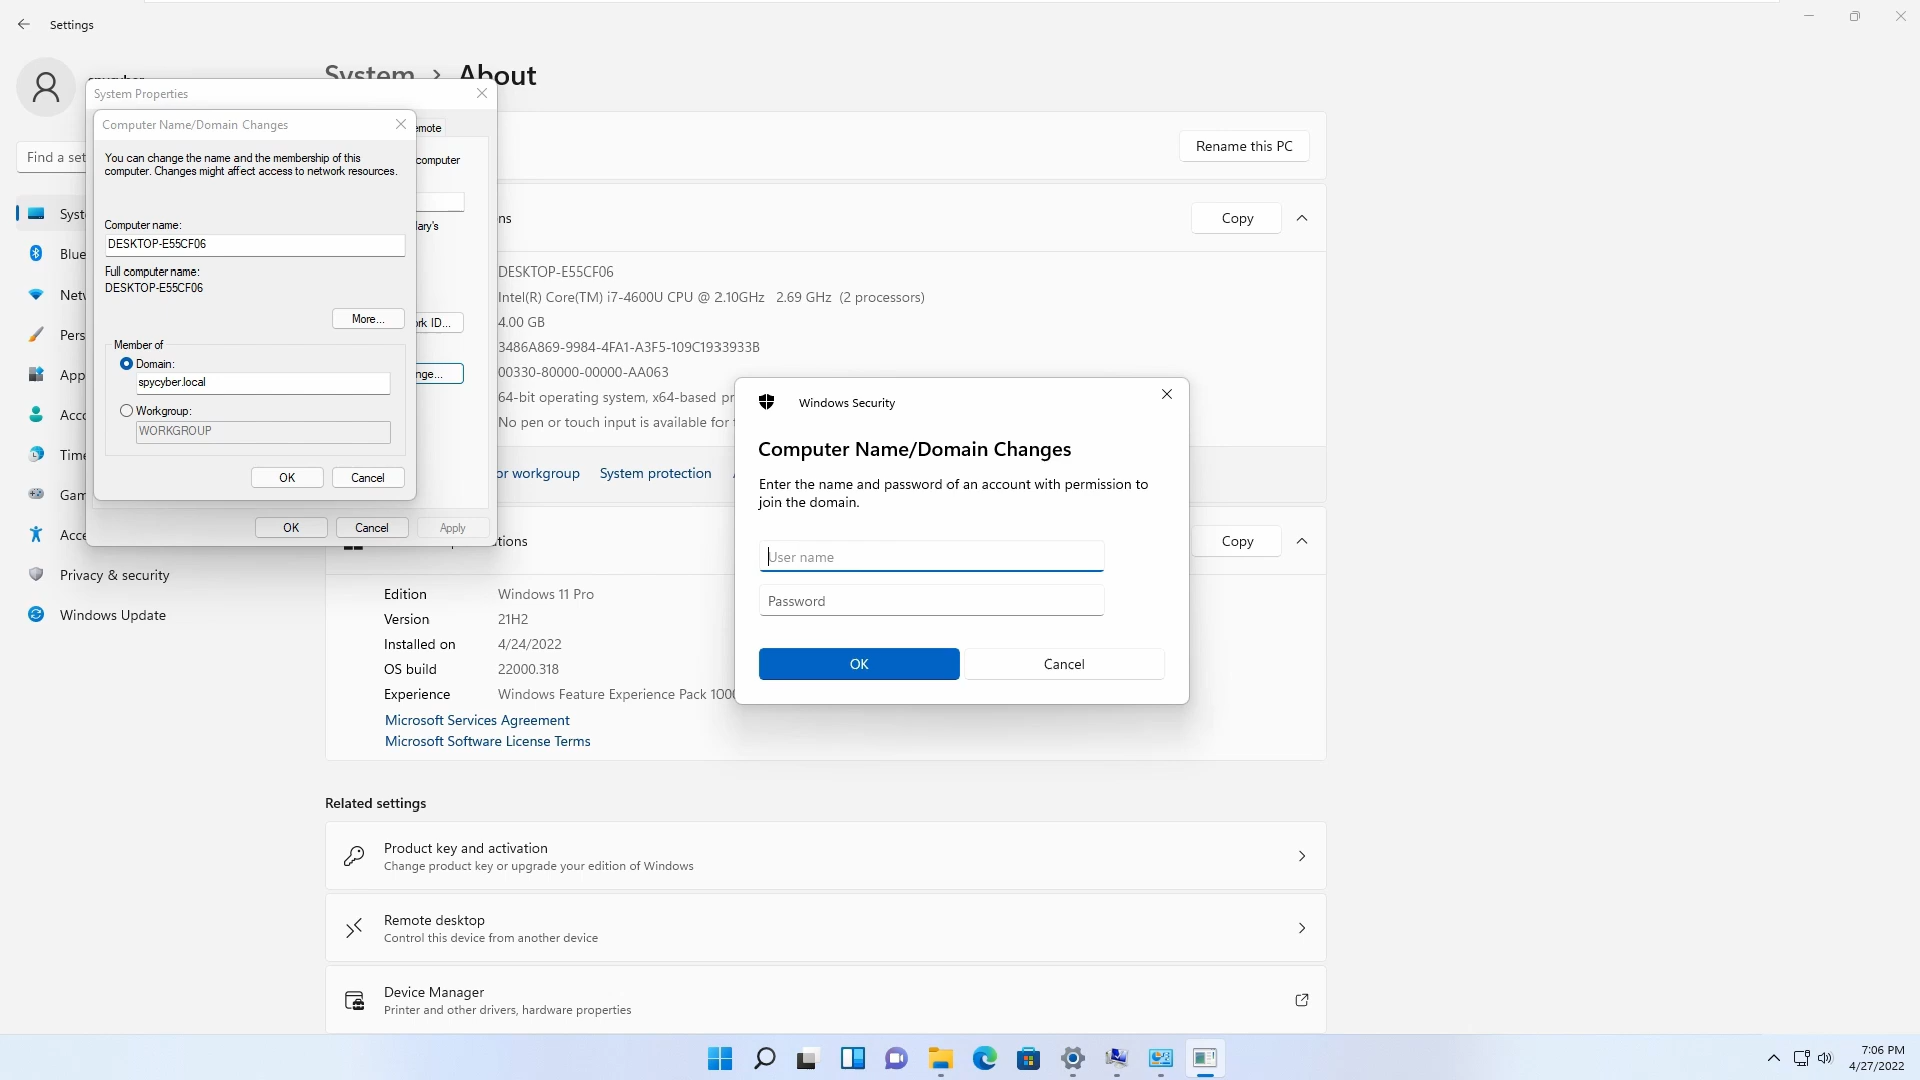 Settings
System > About
System Properties
Computer Name/Domain Changes
emote
You can change the name and the membership of this
computer. Changes might affect access to network resources.
computer
Rename this PC
Find a set
Syst
Copy
Computer name:
DESKTOP-E55CF06
Full computer name:
DESKTOP-E55CF06
More...
ork ID...
Member of
Domain:
spycyber.local
nge...
Workgroup:
WORKGROUP
OK
Cancel
OK
Cancel
Apply
Blue
Netw
Pers
App
Acco
Time
Gam
Acce
Privacy & security
Windows Update
DESKTOP-E55CF06
Intel(R) Core(TM) i7-4600U CPU @ 2.10GHz 2.69 GHz (2 processors)
4.00 GB
3486A869-9984-4FA1-A3F5-109C1933933B
00330-80000-00000-AA063
64-bit operating system, x64-based pr
No pen or touch input is available for
or workgroup
System protection
Windows Security
Computer Name/Domain Changes
Enter the name and password of an account with permission to
join the domain.
User name
Password
OK
Cancel
Copy
Edition Windows 11 Pro
Version 21H2
Installed on 4/24/2022
OS build 22000.318
Experience Windows Feature Experience Pack 1000
Microsoft Services Agreement
Microsoft Software License Terms
Related settings
Product key and activation
Change product key or upgrade your edition of Windows
Remote desktop
Control this device from another device
Device Manager
Printer and other drivers, hardware properties
7:06 PM
4/27/2022